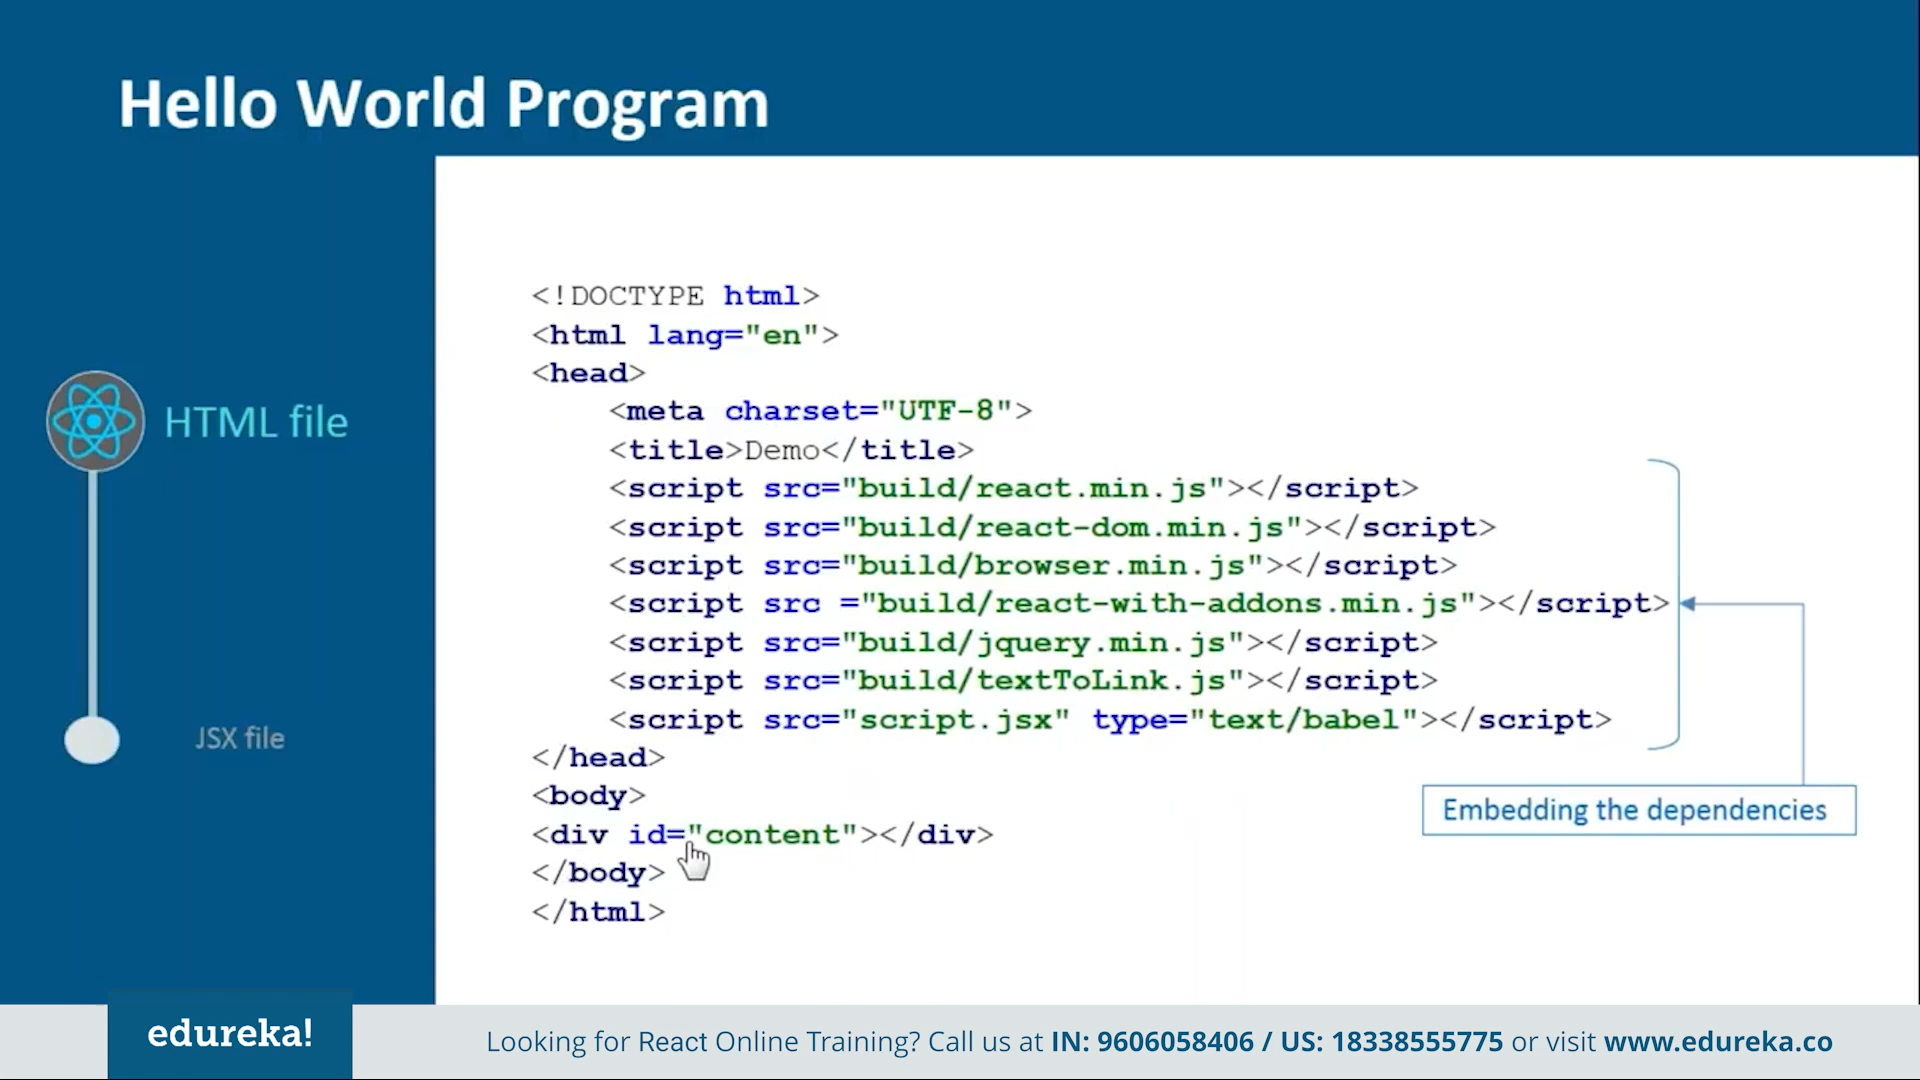 Hello World Program
HTML file
JSX file
<!DOCTYPE html>
<html lang="en">
<head>
<meta charset="UTF-8">
<title>Demo</title>
<script src="build/react.min.js"></script>
<script src="build/react-dom.min.js"></script>
<script src="build/browser.min.js"></script>
<script src ="build/react-with-addons.min.js"></script>
<script src="build/jquery.min.js"></script>
<script src="build/textToLink.js"></script>
<script src="script.jsx" type="text/babel"></script>
</head>
<body>
<div id="content"></div>
</body>
</html>
Embedding the dependencies
edureka!
Looking for React Online Training? Call us at IN: 9606058406 / US: 18338555775 or visit www.edureka.co